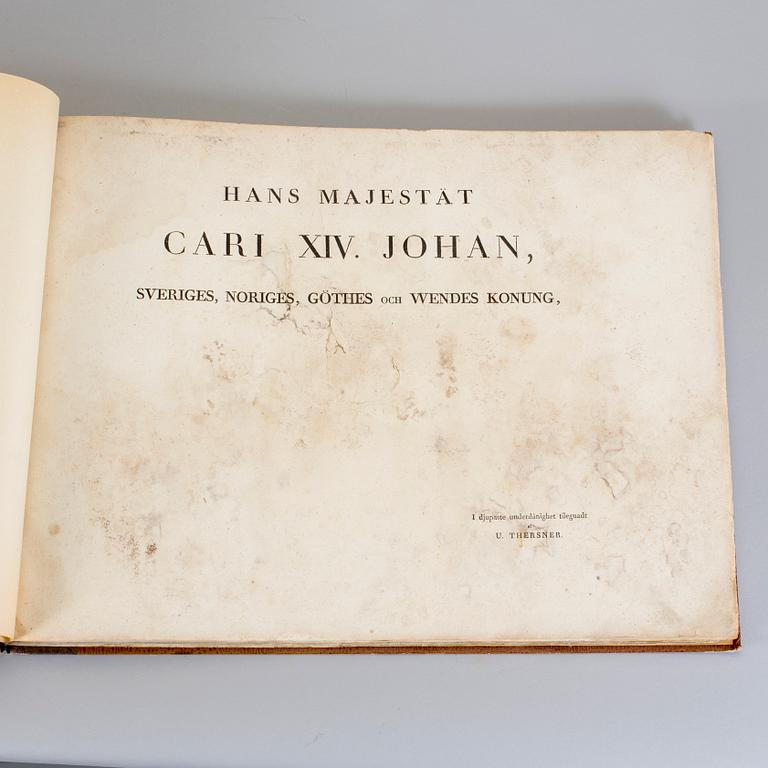 HANS MAJESTÄT
CARL XIV. JOHAN,
SVERIGES, NORIGES, GÖTHES OCH WENDES KONUNG,
I djupaste underdånighet tilegnadt
af
U. THERSNER.